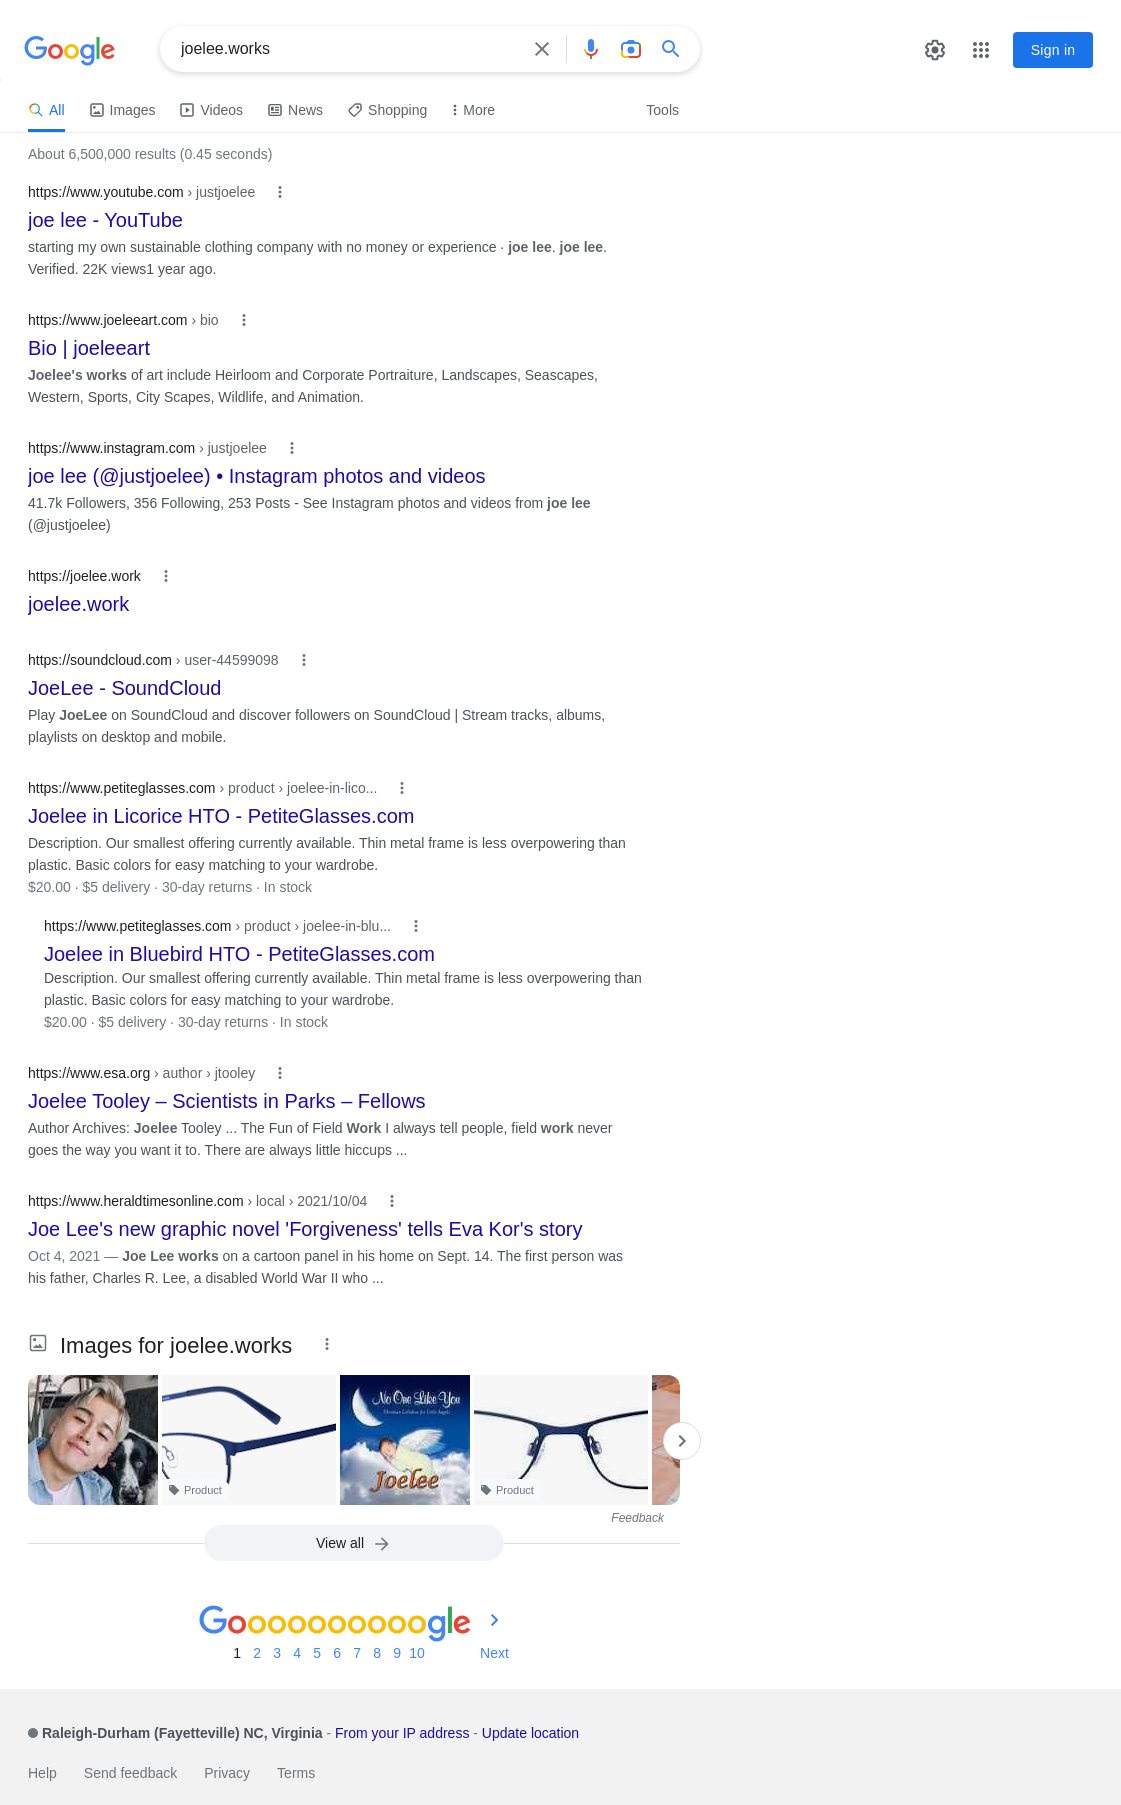 Google
joelee.works
Sign in
All
Images
Videos
News
Shopping
More
Tools
About 6,500,000 results (0.45 seconds)
https://www.youtube.com › justjoelee
joe lee - YouTube
starting my own sustainable clothing company with no money or experience · joe lee. joe lee.
Verified. 22K views1 year ago.
https://www.joeleeart.com › bio
Bio | joeleeart
Joelee's works of art include Heirloom and Corporate Portraiture, Landscapes, Seascapes,
Western, Sports, City Scapes, Wildlife, and Animation.
https://www.instagram.com › justjoelee
joe lee (@justjoelee) • Instagram photos and videos
41.7k Followers, 356 Following, 253 Posts - See Instagram photos and videos from joe lee
(@justjoelee)
https://joelee.work
joelee.work
https://soundcloud.com › user-44599098
JoeLee - SoundCloud
Play JoeLee on SoundCloud and discover followers on SoundCloud | Stream tracks, albums,
playlists on desktop and mobile.
https://www.petiteglasses.com › product › joelee-in-lico...
Joelee in Licorice HTO - PetiteGlasses.com
Description. Our smallest offering currently available. Thin metal frame is less overpowering than
plastic. Basic colors for easy matching to your wardrobe.
$20.00 · $5 delivery · 30-day returns · In stock
https://www.petiteglasses.com › product › joelee-in-blu...
Joelee in Bluebird HTO - PetiteGlasses.com
Description. Our smallest offering currently available. Thin metal frame is less overpowering than
plastic. Basic colors for easy matching to your wardrobe.
$20.00 · $5 delivery · 30-day returns · In stock
https://www.esa.org › author › jtooley
Joelee Tooley – Scientists in Parks – Fellows
Author Archives: Joelee Tooley ... The Fun of Field Work I always tell people, field work never
goes the way you want it to. There are always little hiccups ...
https://www.heraldtimesonline.com › local › 2021/10/04
Joe Lee's new graphic novel 'Forgiveness' tells Eva Kor's story
Oct 4, 2021 — Joe Lee works on a cartoon panel in his home on Sept. 14. The first person was
his father, Charles R. Lee, a disabled World War II who ...
Images for joelee.works
No One Like You
Joelee
Product
Product
Feedback
View all
Goooooooooogle
1 2 3 4 5 6 7 8 9 10 Next
Raleigh-Durham (Fayetteville) NC, Virginia - From your IP address - Update location
Help Send feedback Privacy Terms